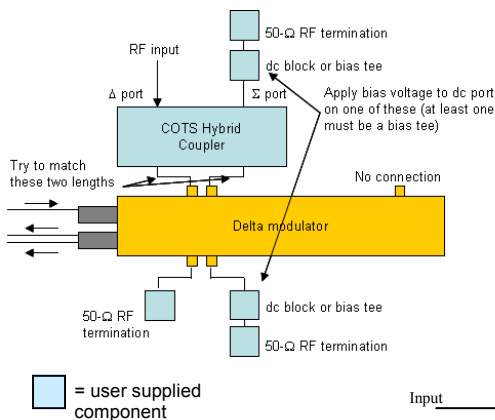 50-Ω RF termination
RF input
dc block or bias tee
Δ port
Σ port
Apply bias voltage to dc port
on one of these (at least one
must be a bias tee)
COTS Hybrid
Coupler
Try to match
these two lengths
No connection
Delta modulator
50-Ω RF
termination
dc block or bias tee
50-Ω RF termination
= user supplied
component
Input